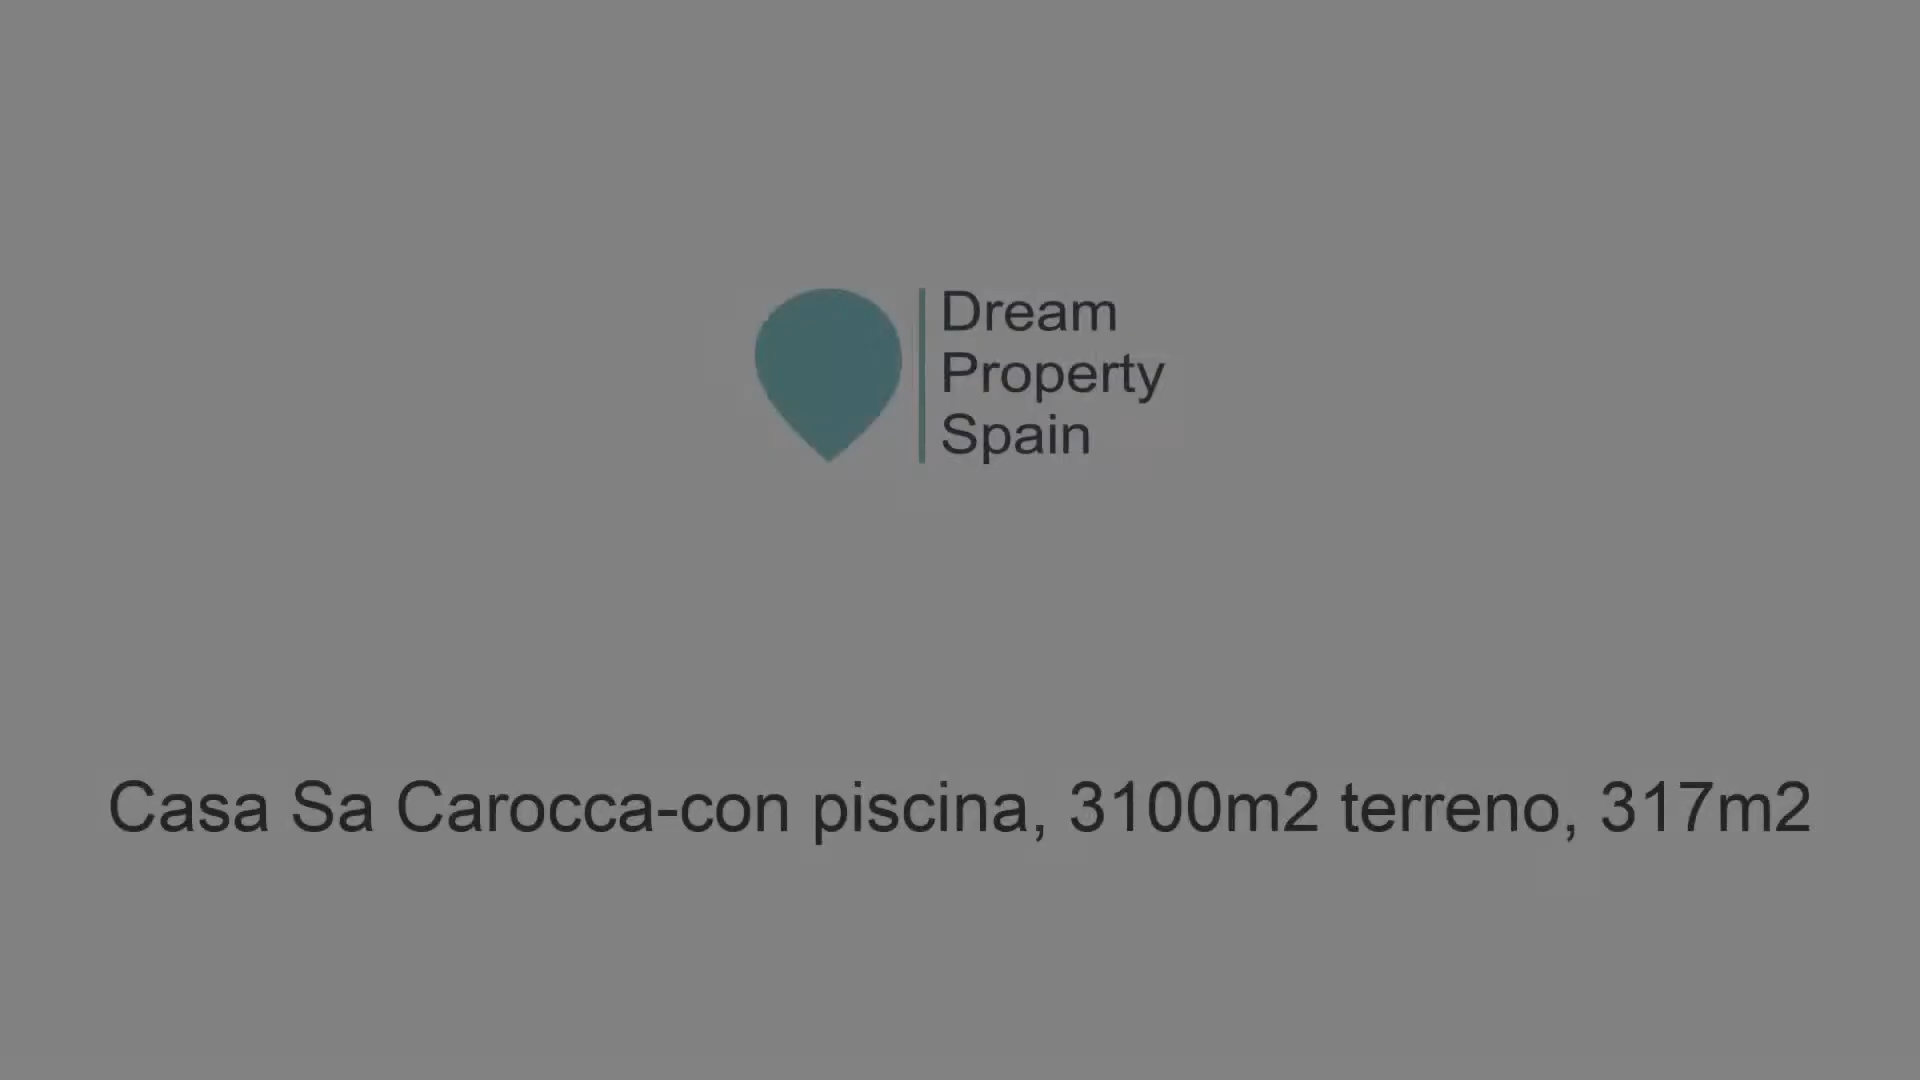 Dream
Property
Spain
Casa Sa Carocca-con piscina, 3100m2 terreno, 317m2